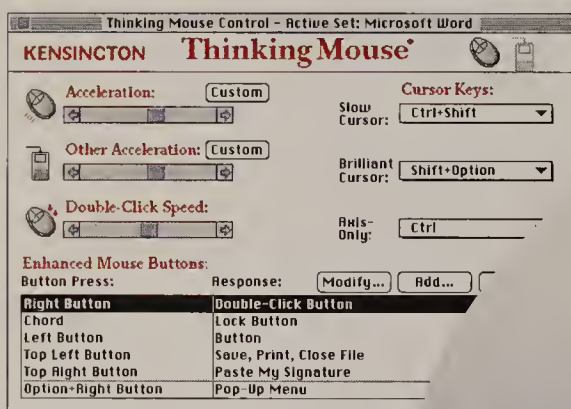 Thinking Mouse Control – Active Set: Microsoft Word
KENSINGTON ThinkingMouse
Acceleration: Custom
Other Acceleration: Custom
Double-Click Speed:
Cursor Keys:
Slow Cursor: Ctrl+Shift
Brilliant Cursor: Shift+Option
Axis-Only: Ctrl
Enhanced Mouse Buttons:
Button Press: Response: Modify... Add...
Right Button Double-Click Button
Chord Lock Button
Left Button Button
Top Left Button Save, Print, Close File
Top Right Button Paste My Signature
Option+Right Button Pop-Up Menu